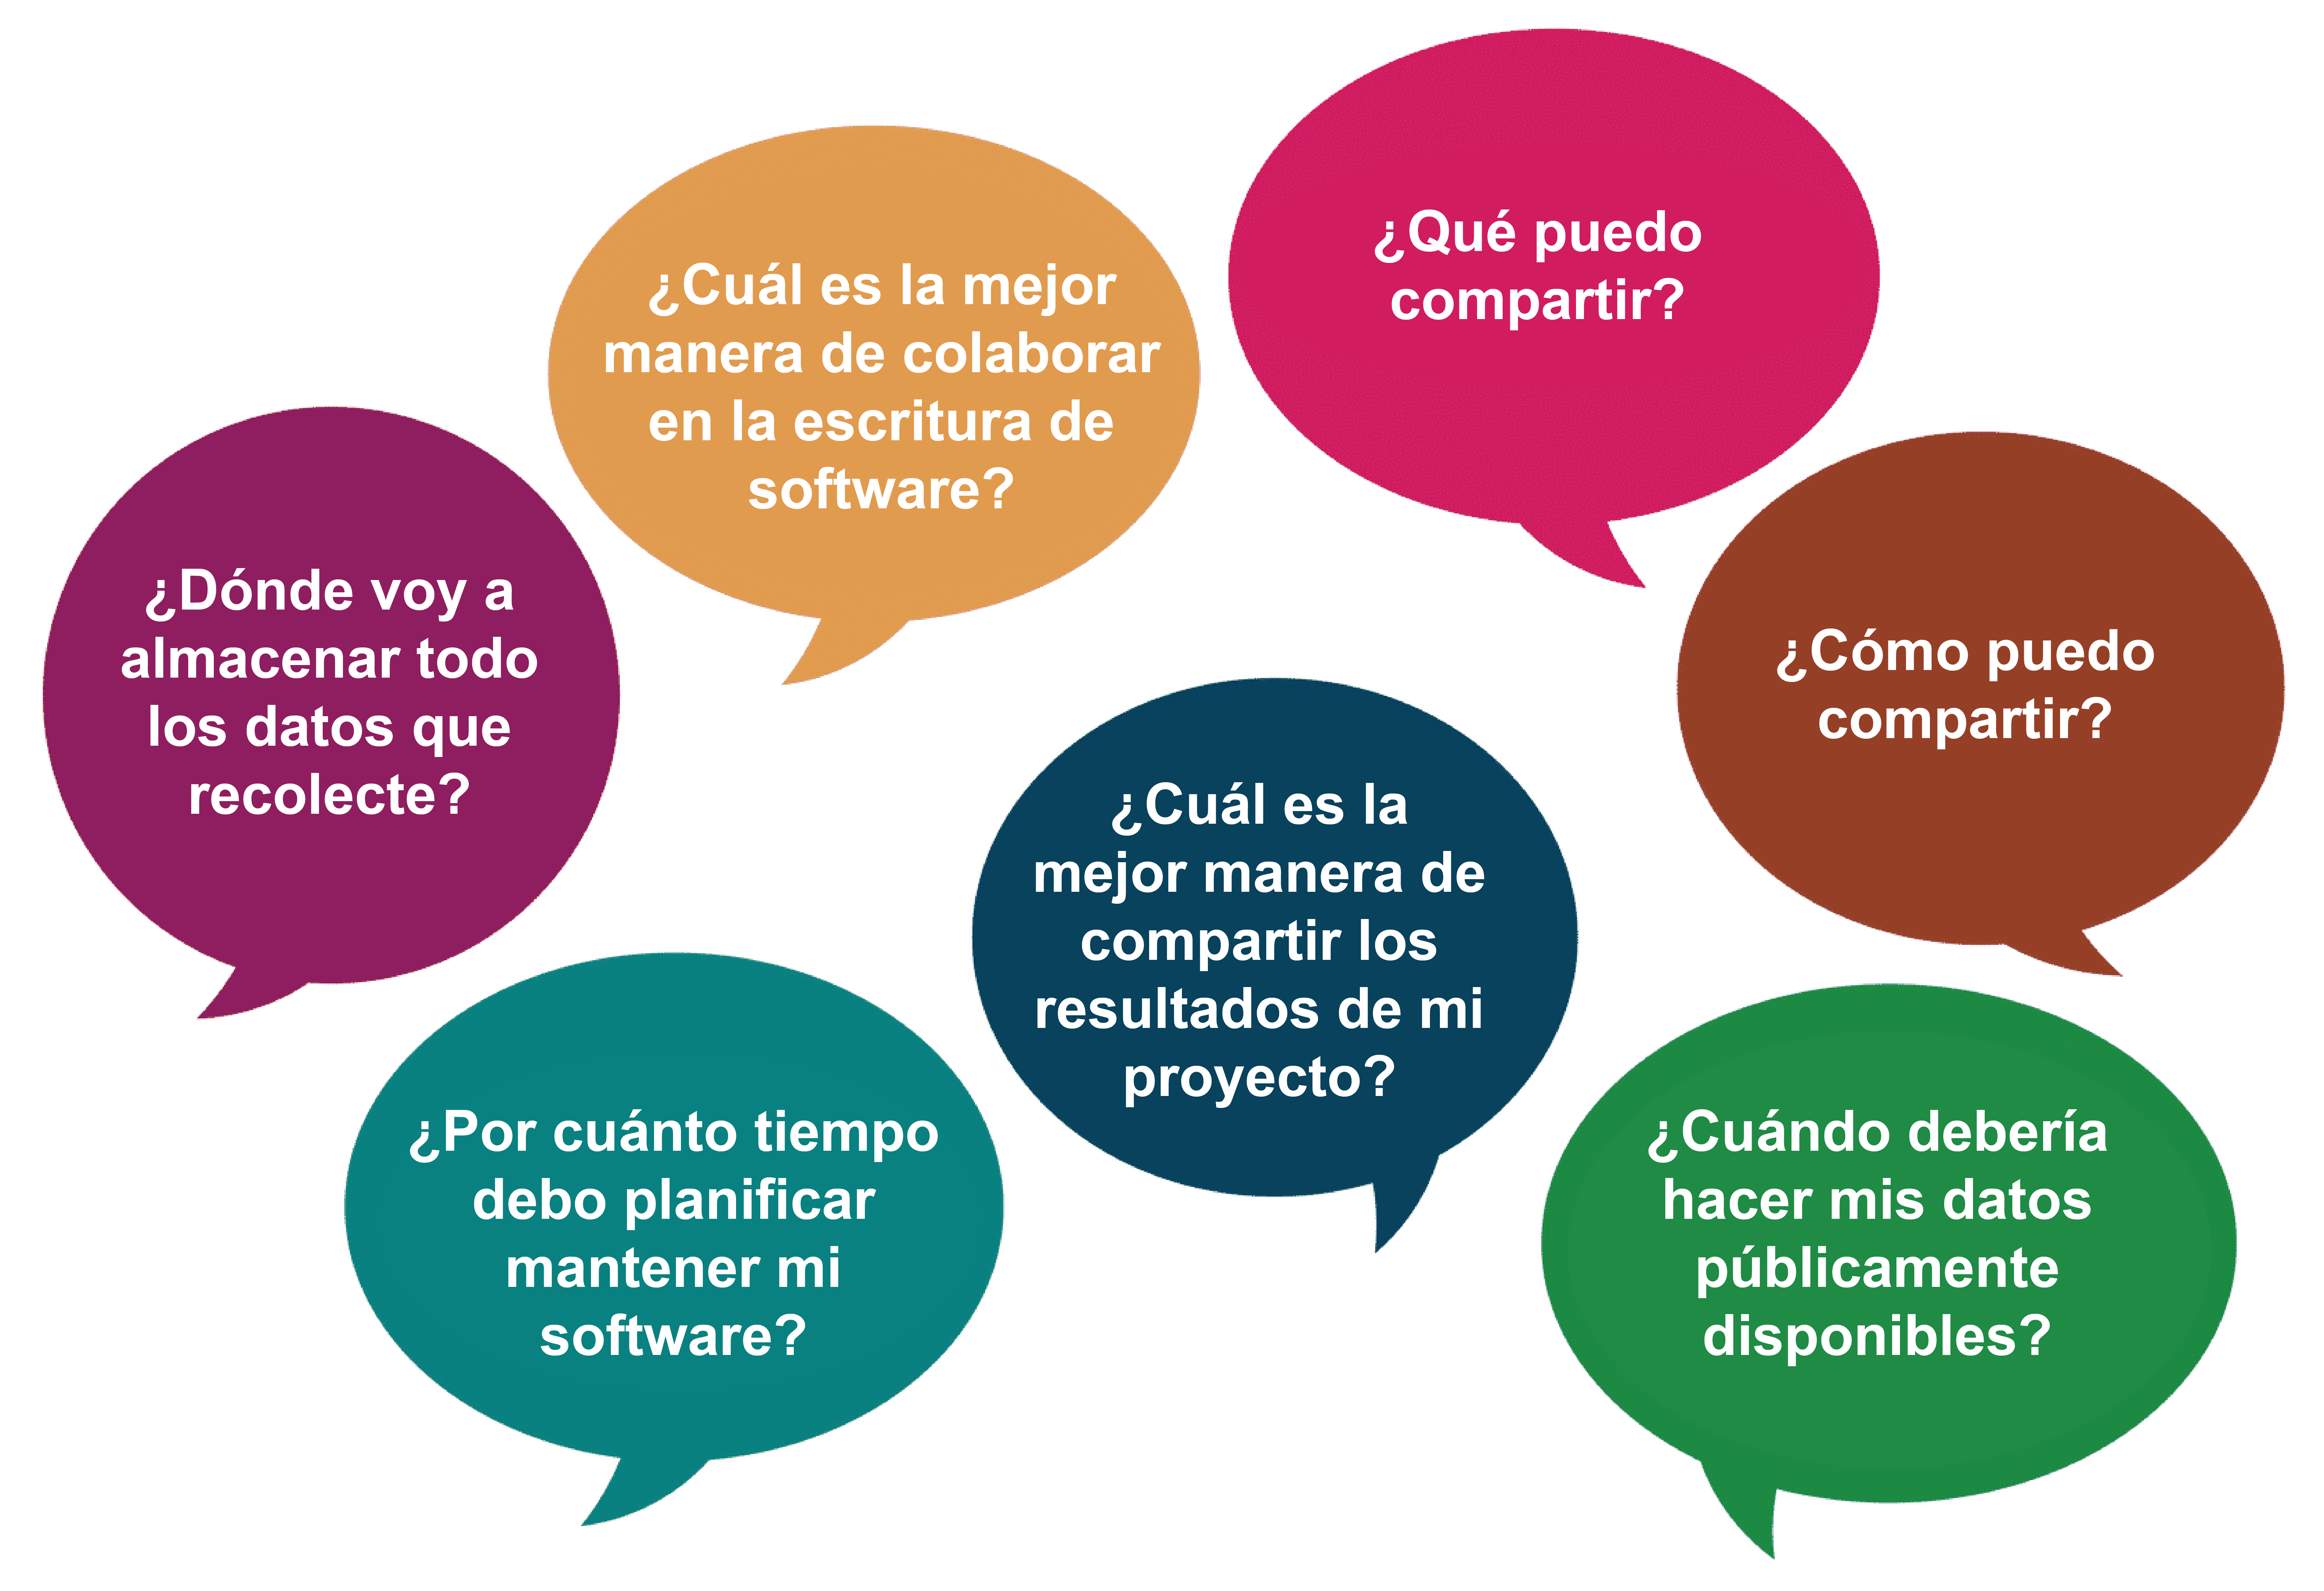 ¿Qué puedo
compartir?
¿Cuál es la mejor
manera de colaborar
en la escritura de
software?
¿Dónde voy a
almacenar todo
los datos que
recolecte?
¿Cómo puedo
compartir?
¿Cuál es la
mejor manera de
compartir los
resultados de mi
proyecto?
¿Por cuánto tiempo
debo planificar
mantener mi
software?
¿Cuándo debería
hacer mis datos
públicamente
disponibles?